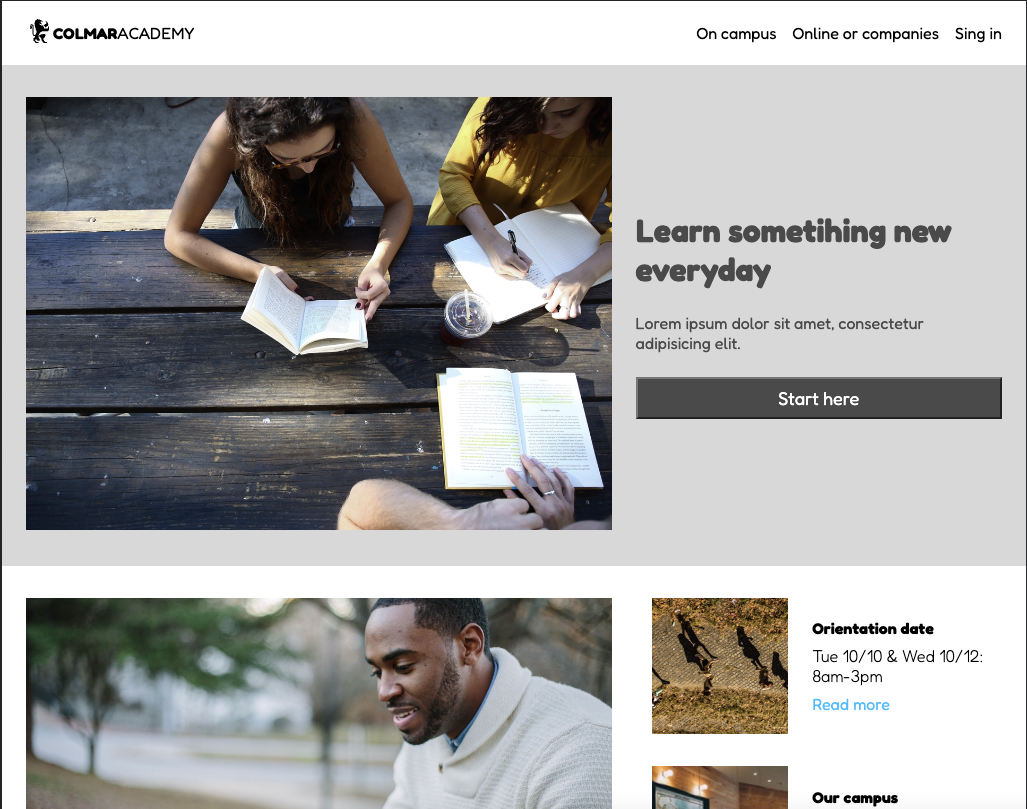 COLMARACADEMY
On campus Online or companies Sing in
Learn sometihing new
everyday
Lorem ipsum dolor sit amet, consectetur
adipisicing elit.
Start here
Orientation date
Tue 10/10 & Wed 10/12:
8am-3pm
Read more
Our campus